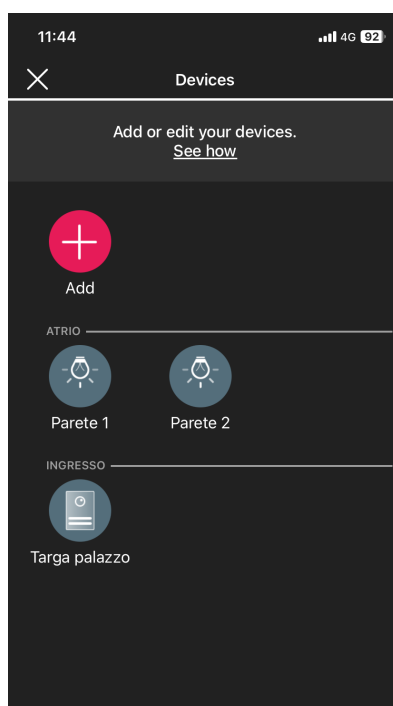 11:44
4G 92
Devices
Add or edit your devices.
See how
Add
ATRIO
Parete 1 Parete 2
INGRESSO
Targa palazzo